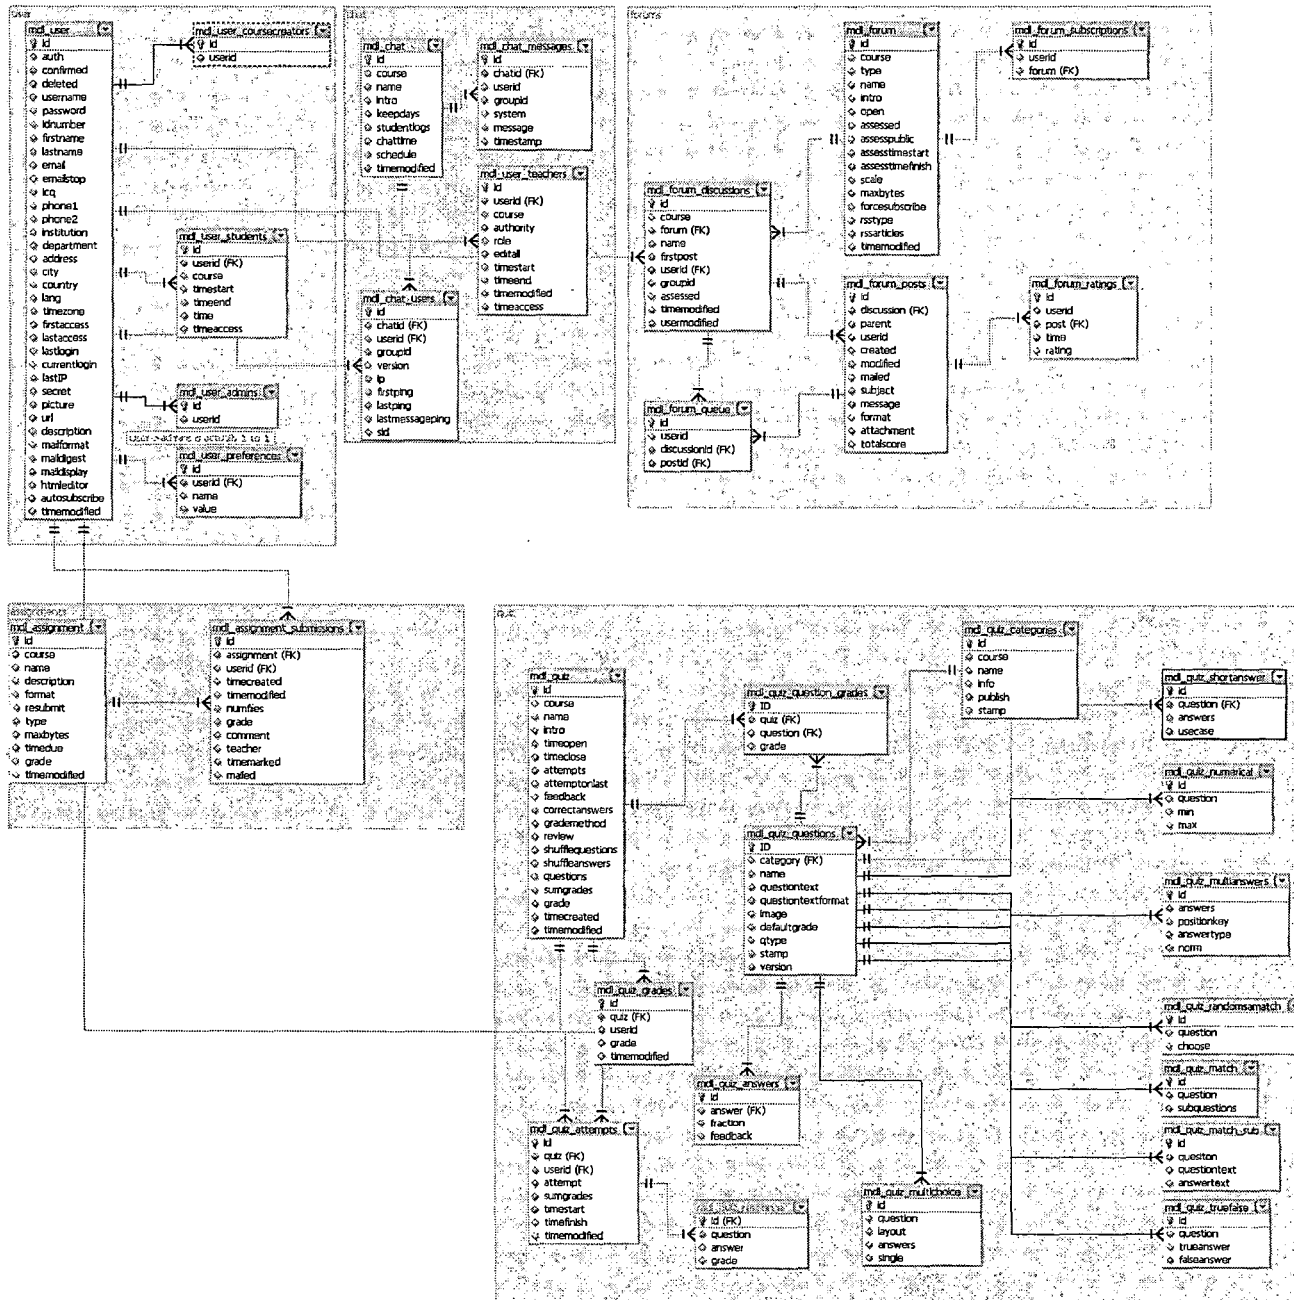 user
mdl_user
id
auth
confirmed
deleted
username
password
idnumber
firstname
lastname
email
emailstop
icq
phone1
phone2
institution
department
address
city
country
lang
timezone
firstaccess
lastaccess
lastlogin
currentlogin
lastIP
secret
picture
url
description
mailformat
maildigest
maildisplay
htmleditor
autosubscribe
timemodified
mdl_user_coursecreators
id
userid
mdl_user_students
id
userid (FK)
course
timestart
timeend
time
timeaccess
mdl_user_admins
id
userid
mdl_user_preferences
id
userid (FK)
name
value
chat
mdl_chat
id
course
name
intro
keepdays
studentlogs
chattime
schedule
timemodified
mdl_chat_messages
id
chatid (FK)
userid
groupid
system
message
timestamp
mdl_user_teachers
id
userid (FK)
course
authority
role
editall
timestart
timeend
timemodified
timeaccess
mdl_chat_users
id
chatid (FK)
userid (FK)
groupid
version
ip
firstping
lastping
lastmessageping
sid
forums
mdl_forum
id
course
type
name
intro
open
assessed
assesspublic
assesstimestart
assesstimefinish
scale
maxbytes
forcesubscribe
rsstype
rssarticles
timemodified
mdl_forum_subscriptions
id
userid
forum (FK)
mdl_forum_discussions
id
course
forum (FK)
name
firstpost
userid (FK)
groupid
assessed
timemodified
usermodified
mdl_forum_posts
id
discussion (FK)
parent
userid
created
modified
mailed
subject
message
format
attachment
totalscore
mdl_forum_ratings
id
userid
post (FK)
time
rating
mdl_forum_queue
id
userid
discussionid (FK)
postid (FK)
assignments
mdl_assignment
id
course
name
description
format
resubmit
type
maxbytes
timedue
grade
timemodified
mdl_assignment_submissions
id
assignment (FK)
userid (FK)
timecreated
timemodified
numfiles
grade
comment
teacher
timemarked
mailed
quiz
mdl_quiz
id
course
name
intro
timeopen
timeclose
attempts
attemptonlast
feedback
correctanswers
grademethod
review
shufflequestions
shuffleanswers
questions
sumgrades
grade
timecreated
timemodified
mdl_quiz_question_grades
ID
quiz (FK)
question (FK)
grade
mdl_quiz_categories
id
course
name
info
publish
stamp
mdl_quiz_shortanswer
id
question (FK)
answers
usecase
mdl_quiz_numerical
id
question
min
max
mdl_quiz_questions
ID
category (FK)
name
questiontext
questiontextformat
image
defaultgrade
qtype
stamp
version
mdl_quiz_multianswers
id
answers
positionkey
answertype
norm
mdl_quiz_grades
id
quiz (FK)
userid
grade
timemodified
mdl_quiz_randomsamatch
id
question
choose
mdl_quiz_match
id
question
subquestions
mdl_quiz_answers
id
answer (FK)
fraction
feedback
mdl_quiz_attempts
id
quiz (FK)
userid (FK)
attempt
sumgrades
timestart
timefinish
timemodified
mdl_quiz_match_sub
id
quesiton
questiontext
answertext
mdl_quiz_multichoice
id
question
layout
answers
single
id (FK)
question
answer
grade
mdl_quiz_truefalse
id
question
trueanswer
falseanswer